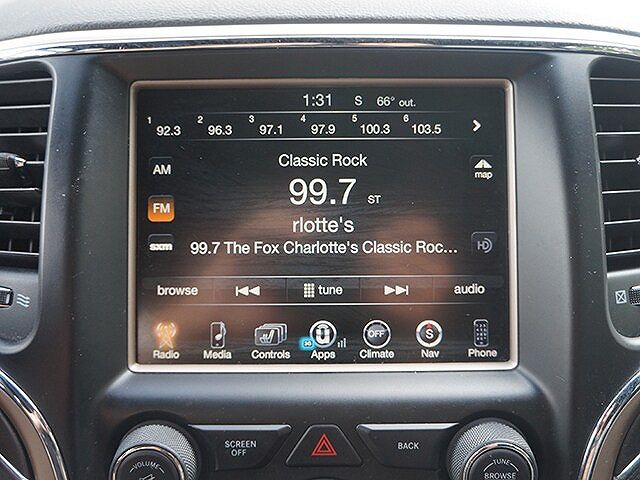 1:31 S 66° out.
1 92.3 2 96.3 3 97.1 4 97.9 5 100.3 6 103.5
Classic Rock
AM
map
99.7 ST
FM
rlotte's
sxm
99.7 The Fox Charlotte's Classic Roc...
HD
browse tune audio
OFF S
3G
Radio Media Controls Apps Climate Nav Phone
SCREEN
OFF
BACK
VOLUME
TUNE
BROWSE